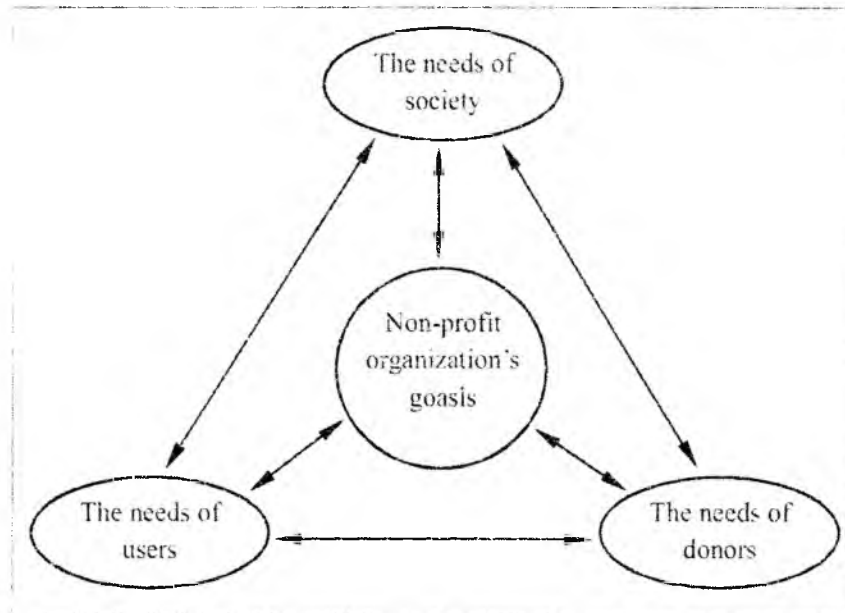 The needs of
society
Non-profit
organization's
goasis
The needs of
users
The needs of
donors